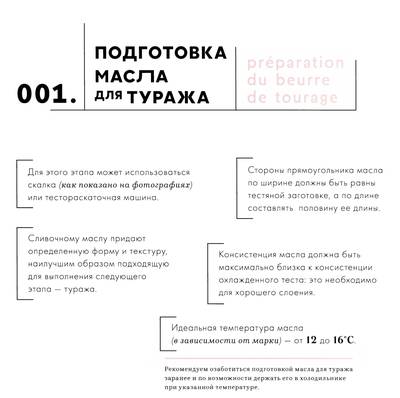 001.
ПОДГОТОВКА
МАСЛА
для ТУРАЖА
préparation
du beurre
de tourage
Для этого этапа может использоваться
скалка (как показано на фотографиях)
или тестораскаточная машина.
Стороны прямоугольника масла
по ширине должны быть равны
тестяной заготовке, а по длине
составлять половину ее длины.
Сливочному маслу придают
определенную форму и текстуру,
наилучшим образом подходящую
для выполнения следующего
этапа — туража.
Консистенция масла должна быть
максимально близка к консистенции
охлажденного теста: это необходимо
для хорошего слоения.
Идеальная температура масла
(в зависимости от марки) — от 12 до 16°C.
Рекомендуем озаботиться подготовкой масла для туража
заранее и по возможности держать его в холодильнике
при указанной температуре.